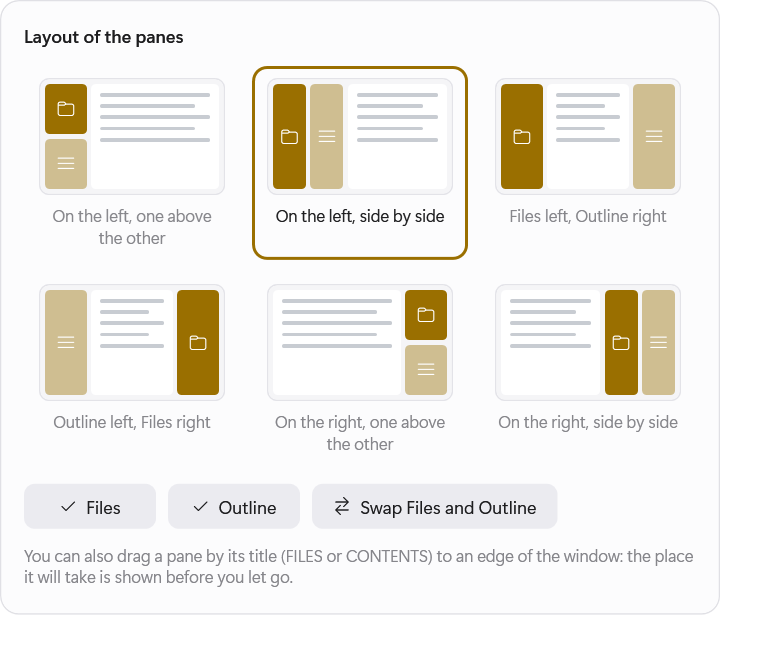 Layout of the panes
On the left, one above
the other
On the left, side by side
Files left, Outline right
Outline left, Files right
On the right, one above
the other
On the right, side by side
Files
Outline
Swap Files and Outline
You can also drag a pane by its title (FILES or CONTENTS) to an edge of the window: the place
it will take is shown before you let go.